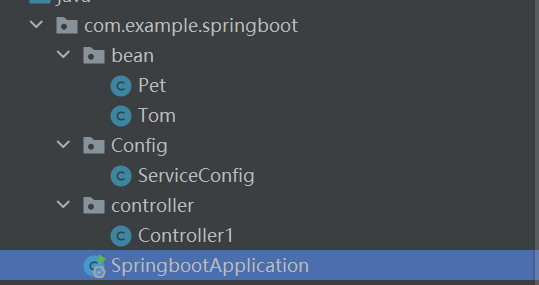 java
com.example.springboot
bean
Pet
Tom
Config
ServiceConfig
controller
Controller1
SpringbootApplication